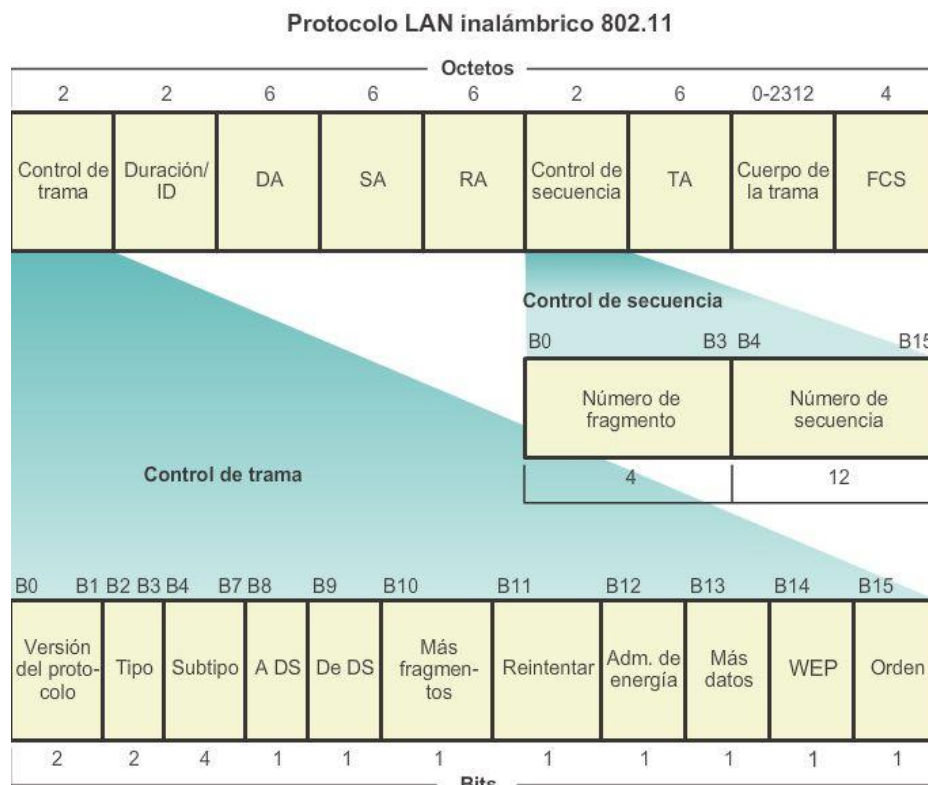 Protocolo LAN inalámbrico 802.11
Octetos
2 2 6 6 6 2 6 0-2312 4
Control de trama
Duración/ ID
DA
SA
RA
Control de secuencia
TA
Cuerpo de la trama
FCS
Control de secuencia
B0 B3 B4 B15
Número de fragmento
Número de secuencia
4 12
Control de trama
B0 B1 B2 B3 B4 B7 B8 B9 B10 B11 B12 B13 B14 B15
Versión del proto- colo
Tipo
Subtipo
A DS
De DS
Más fragmen- tos
Reintentar
Adm. de energía
Más datos
WEP
Orden
2 2 4 1 1 1 1 1 1 1 1
Bits